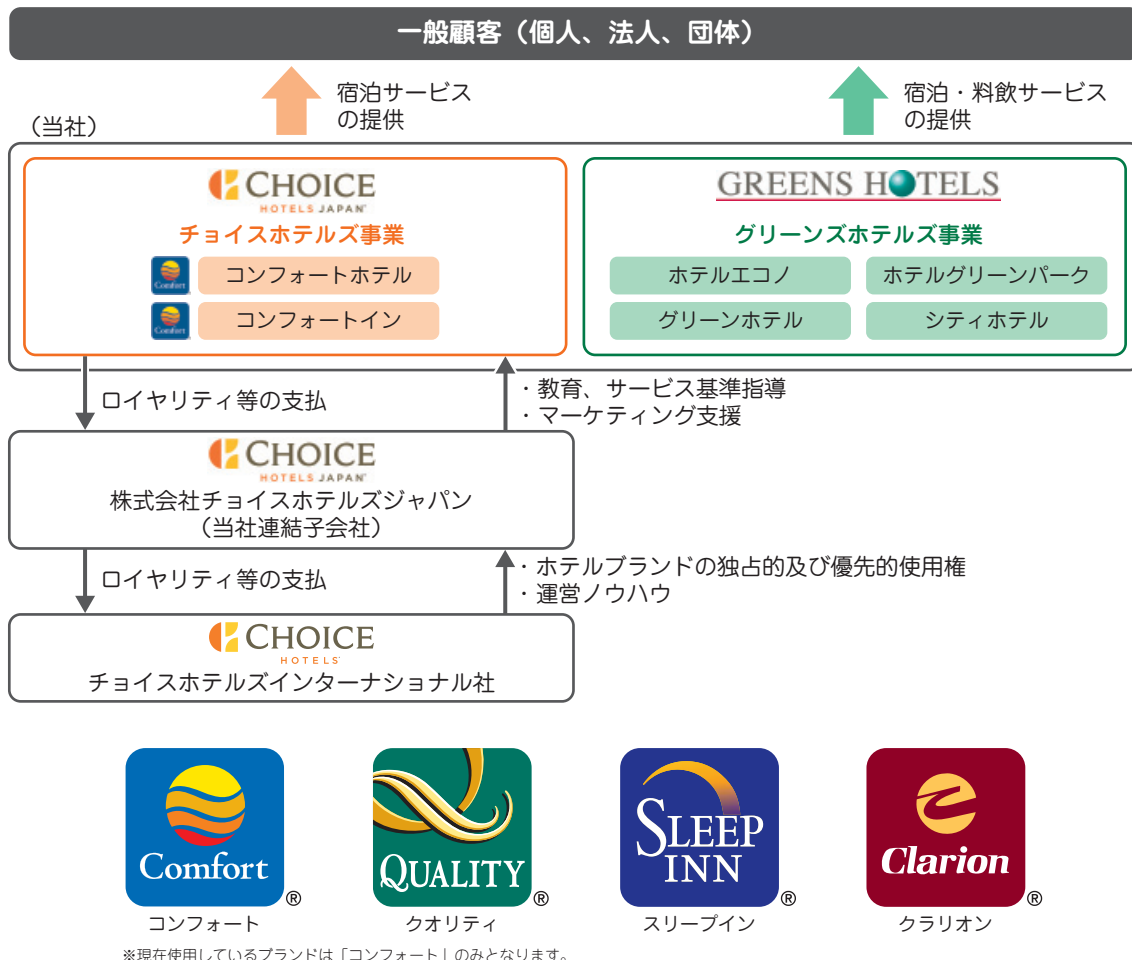 一般顧客（個人、法人、団体）
宿泊サービス
の提供
宿泊・料飲サービス
の提供
（当社）
CHOICE
HOTELS JAPAN
チョイスホテルズ事業
Comfort
コンフォートホテル
Comfort
コンフォートイン
GREENS HOTELS
グリーンズホテルズ事業
ホテルエコノ
ホテルグリーンパーク
グリーンホテル
シティホテル
ロイヤリティ等の支払
・教育、サービス基準指導
・マーケティング支援
CHOICE
HOTELS JAPAN
株式会社チョイスホテルズジャパン
（当社連結子会社）
ロイヤリティ等の支払
・ホテルブランドの独占的及び優先的使用権
・運営ノウハウ
CHOICE
HOTELS
チョイスホテルズインターナショナル社
Comfort ®
コンフォート
QUALITY ®
クオリティ
SLEEP
INN ®
スリープイン
Clarion ®
クラリオン
※現在使用しているブランドは「コンフォート」のみとなります。